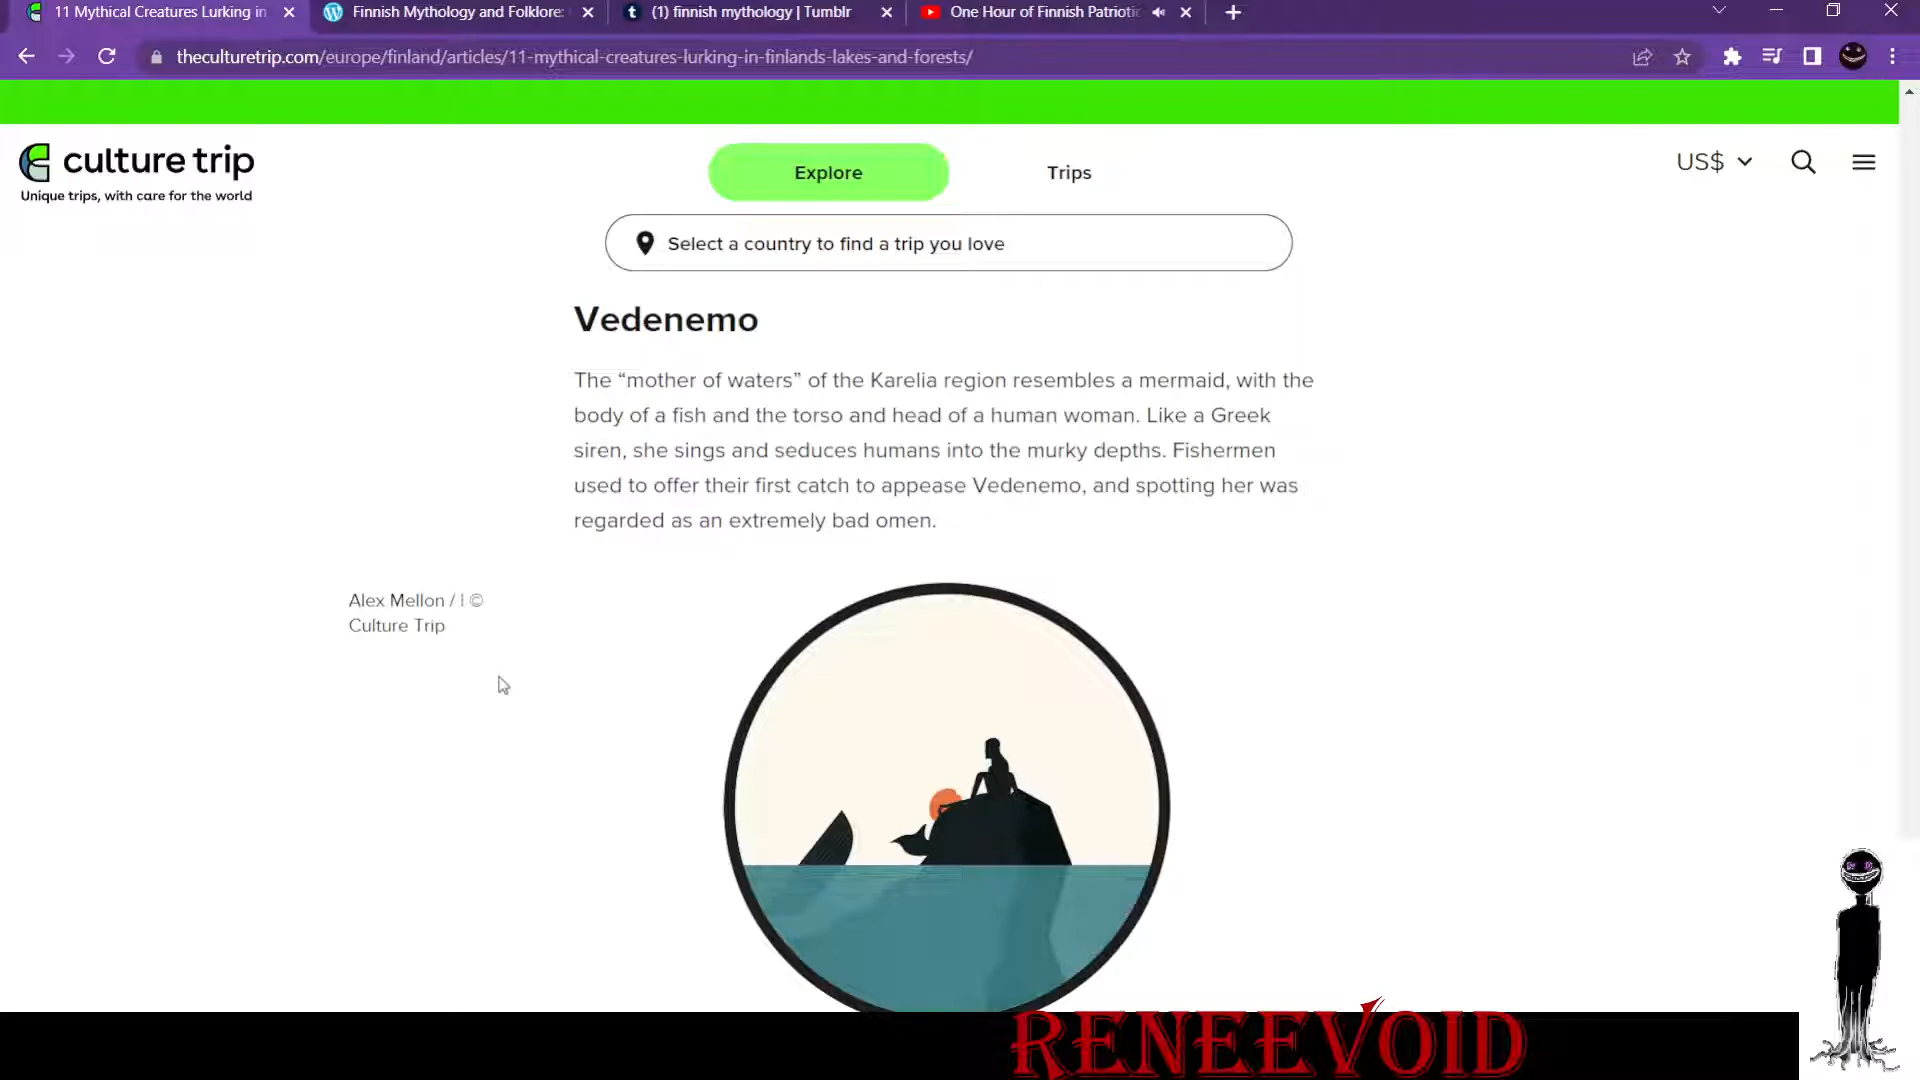 11 Mythical Creatures Lurking in
Finnish Mythology and Folklore:
(1) finnish mythology | Tumblr
One Hour of Finnish Patriotic
theculturetrip.com/europe/finland/articles/11-mythical-creatures-lurking-in-finlands-lakes-and-forests/
culture trip
Unique trips, with care for the world
Explore
Trips
US$
Select a country to find a trip you love
Vedenemo
The “mother of waters” of the Karelia region resembles a mermaid, with the
body of a fish and the torso and head of a human woman. Like a Greek
siren, she sings and seduces humans into the murky depths. Fishermen
used to offer their first catch to appease Vedenemo, and spotting her was
regarded as an extremely bad omen.
Alex Mellon / | ©
Culture Trip
RENEEVOID